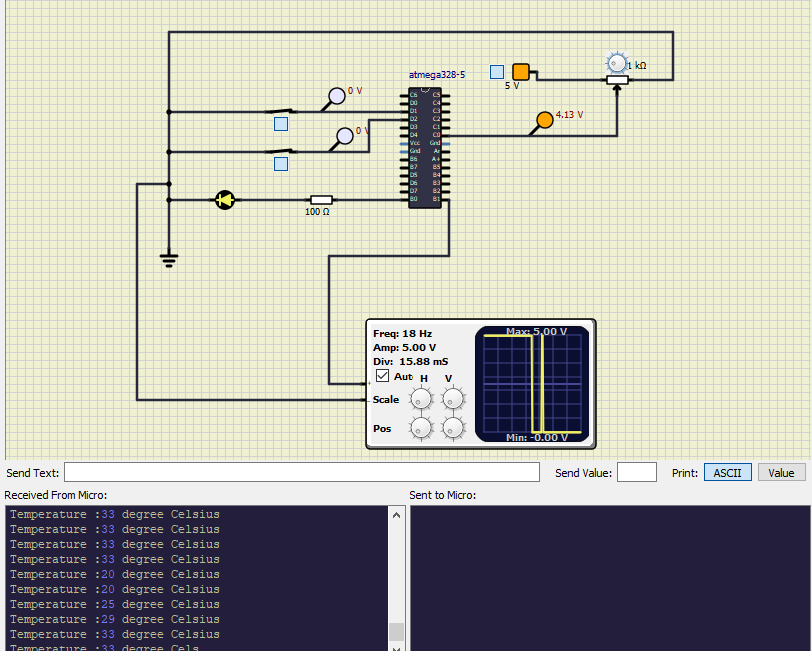 atmega328-5
0 V
0 V
5 V
1 kΩ
4.13 V
C6
D0
D1
D2
D3
D4
Vcc
Gnd
B6
B7
D5
D6
D7
B0
C5
C4
C3
C2
C1
C0
Gnd
Ar
A+
B5
B4
B3
B2
B1
100 Ω
Freq: 18 Hz
Amp: 5.00 V
Div: 15.88 mS
Auto H V
Scale
Pos
Max: 5.00 V
Min: -0.00 V
Send Text: Send Value: Print: ASCII Value
Received From Micro: Sent to Micro:
Temperature :33 degree Celsius
Temperature :33 degree Celsius
Temperature :33 degree Celsius
Temperature :33 degree Celsius
Temperature :20 degree Celsius
Temperature :20 degree Celsius
Temperature :25 degree Celsius
Temperature :29 degree Celsius
Temperature :33 degree Celsius
Temperature :33 degree Cels